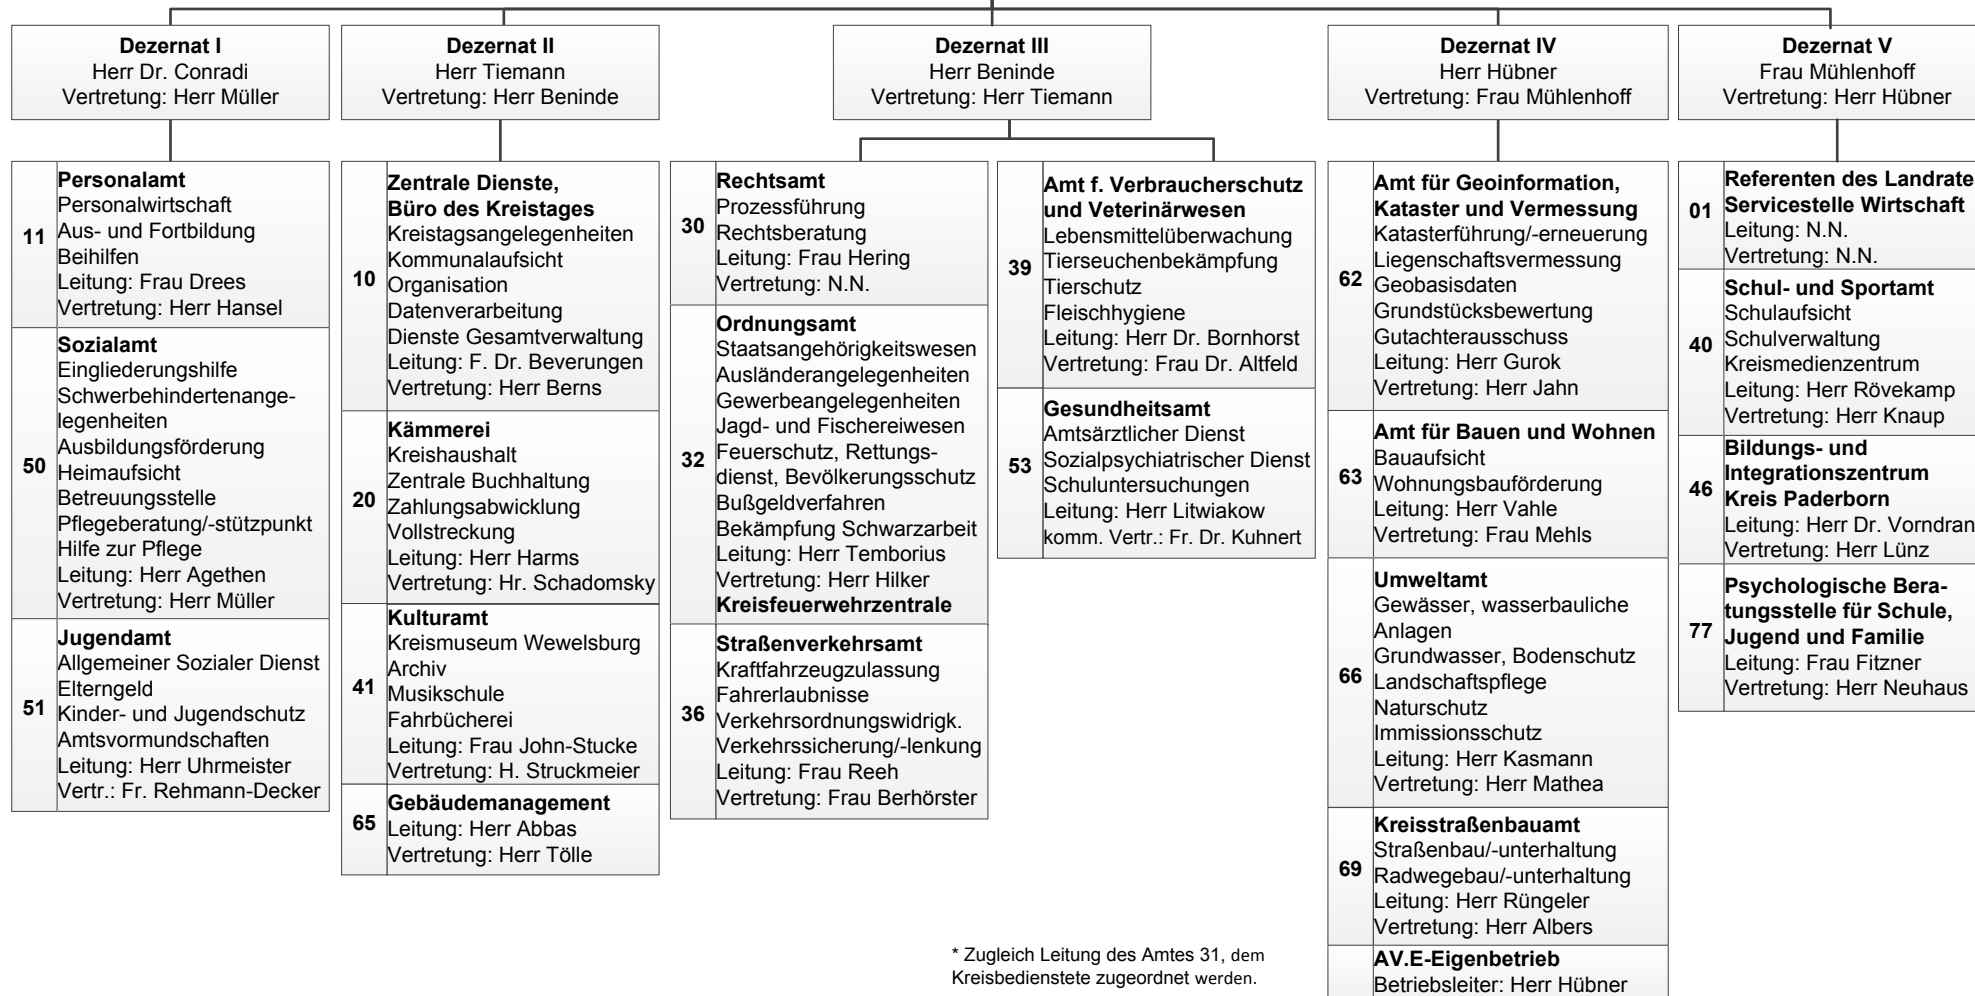 Dezernat I
Herr Dr. Conradi
Vertretung: Herr Müller
Dezernat II
Herr Tiemann
Vertretung: Herr Beninde
Dezernat III
Herr Beninde
Vertretung: Herr Tiemann
Dezernat IV
Herr Hübner
Vertretung: Frau Mühlenhoff
Dezernat V
Frau Mühlenhoff
Vertretung: Herr Hübner
11
Personalamt
Personalwirtschaft
Aus- und Fortbildung
Beihilfen
Leitung: Frau Drees
Vertretung: Herr Hansel
50
Sozialamt
Eingliederungshilfe
Schwerbehindertenange-
legenheiten
Ausbildungsförderung
Heimaufsicht
Betreuungsstelle
Pflegeberatung/-stützpunkt
Hilfe zur Pflege
Leitung: Herr Agethen
Vertretung: Herr Müller
51
Jugendamt
Allgemeiner Sozialer Dienst
Elterngeld
Kinder- und Jugendschutz
Amtsvormundschaften
Leitung: Herr Uhrmeister
Vertr.: Fr. Rehmann-Decker
10
Zentrale Dienste,
Büro des Kreistages
Kreistagsangelegenheiten
Kommunalaufsicht
Organisation
Datenverarbeitung
Dienste Gesamtverwaltung
Leitung: F. Dr. Beverungen
Vertretung: Herr Berns
20
Kämmerei
Kreishaushalt
Zentrale Buchhaltung
Zahlungsabwicklung
Vollstreckung
Leitung: Herr Harms
Vertretung: Hr. Schadomsky
41
Kulturamt
Kreismuseum Wewelsburg
Archiv
Musikschule
Fahrbücherei
Leitung: Frau John-Stucke
Vertretung: H. Struckmeier
65
Gebäudemanagement
Leitung: Herr Abbas
Vertretung: Herr Tölle
30
Rechtsamt
Prozessführung
Rechtsberatung
Leitung: Frau Hering
Vertretung: N.N.
32
Ordnungsamt
Staatsangehörigkeitswesen
Ausländerangelegenheiten
Gewerbeangelegenheiten
Jagd- und Fischereiwesen
Feuerschutz, Rettungs-
dienst, Bevölkerungsschutz
Bußgeldverfahren
Bekämpfung Schwarzarbeit
Leitung: Herr Temborius
Vertretung: Herr Hilker
Kreisfeuerwehrzentrale
36
Straßenverkehrsamt
Kraftfahrzeugzulassung
Fahrerlaubnisse
Verkehrsordnungswidrigk.
Verkehrssicherung/-lenkung
Leitung: Frau Reeh
Vertretung: Frau Berhörster
39
Amt f. Verbraucherschutz
und Veterinärwesen
Lebensmittelüberwachung
Tierseuchenbekämpfung
Tierschutz
Fleischhygiene
Leitung: Herr Dr. Bornhorst
Vertretung: Frau Dr. Altfeld
53
Gesundheitsamt
Amtsärztlicher Dienst
Sozialpsychiatrischer Dienst
Schuluntersuchungen
Leitung: Herr Litwiakow
komm. Vertr.: Fr. Dr. Kuhnert
62
Amt für Geoinformation,
Kataster und Vermessung
Katasterführung/-erneuerung
Liegenschaftsvermessung
Geobasisdaten
Grundstücksbewertung
Gutachterausschuss
Leitung: Herr Gurok
Vertretung: Herr Jahn
63
Amt für Bauen und Wohnen
Bauaufsicht
Wohnungsbauförderung
Leitung: Herr Vahle
Vertretung: Frau Mehls
66
Umweltamt
Gewässer, wasserbauliche
Anlagen
Grundwasser, Bodenschutz
Landschaftspflege
Naturschutz
Immissionsschutz
Leitung: Herr Kasmann
Vertretung: Herr Mathea
69
Kreisstraßenbauamt
Straßenbau/-unterhaltung
Radwegebau/-unterhaltung
Leitung: Herr Rüngeler
Vertretung: Herr Albers
AV.E-Eigenbetrieb
Betriebsleiter: Herr Hübner
01
Referenten des Landrate
Servicestelle Wirtschaft
Leitung: N.N.
Vertretung: N.N.
40
Schul- und Sportamt
Schulaufsicht
Schulverwaltung
Kreismedienzentrum
Leitung: Herr Rövekamp
Vertretung: Herr Knaup
46
Bildungs- und
Integrationszentrum
Kreis Paderborn
Leitung: Herr Dr. Vorndran
Vertretung: Herr Lünz
77
Psychologische Bera-
tungsstelle für Schule,
Jugend und Familie
Leitung: Frau Fitzner
Vertretung: Herr Neuhaus
* Zugleich Leitung des Amtes 31, dem
Kreisbedienstete zugeordnet werden.